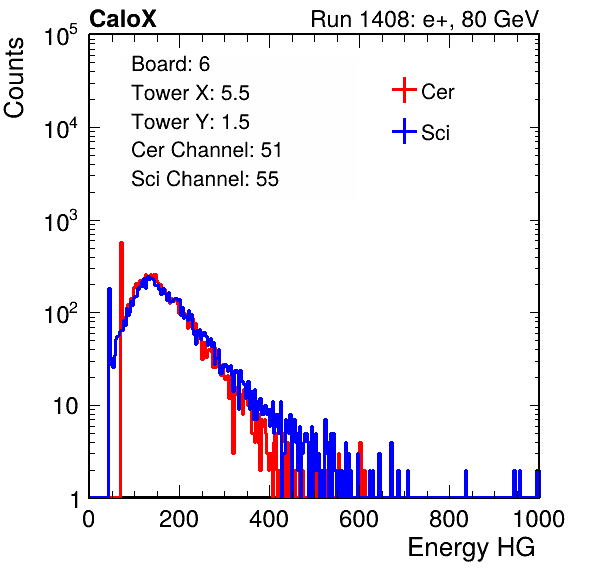 CaloX
Run 1408: e+, 80 GeV
Counts
10^5
10^4
10^3
10^2
10
1
Board: 6
Tower X: 5.5
Tower Y: 1.5
Cer Channel: 51
Sci Channel: 55
Cer
Sci
0 200 400 600 800 1000
Energy HG